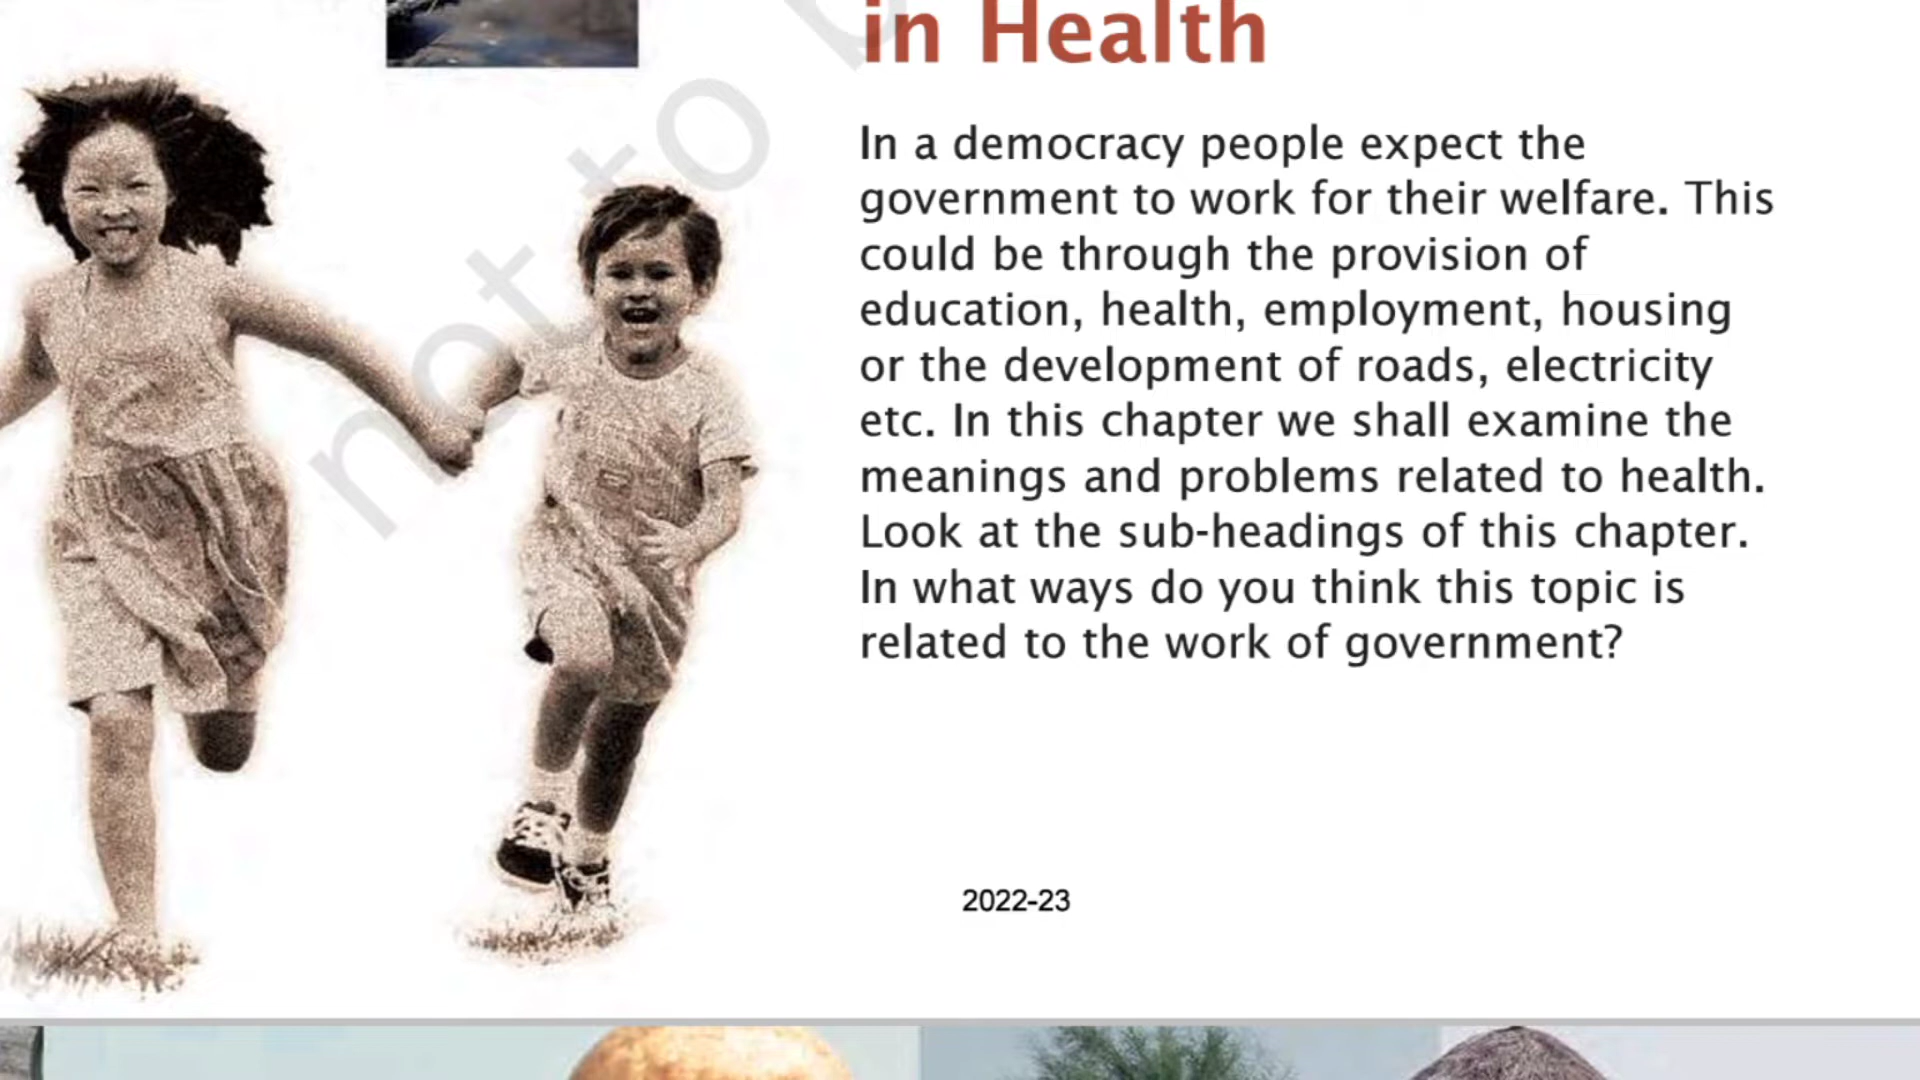 in Health
In a democracy people expect the
government to work for their welfare. This
could be through the provision of
education, health, employment, housing
or the development of roads, electricity
etc. In this chapter we shall examine the
meanings and problems related to health.
Look at the sub-headings of this chapter.
In what ways do you think this topic is
related to the work of government?
not to b
2022-23